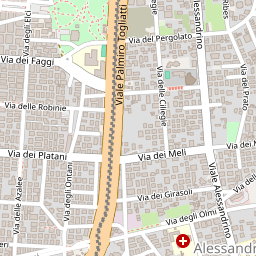 Via degli Elci
Viale Palmiro Togliatti
Alessandrino
Via del Pergolato
Via dei Faggi
Via delle Ciliegie
Via del Prato
Via delle Robinie
Via dei Platani
Via dei Meli
Via degli Ontani
Via delle Azalee
Viale Alessandrino
Via dei Girasoli
Via degli Olmi
Alessandr